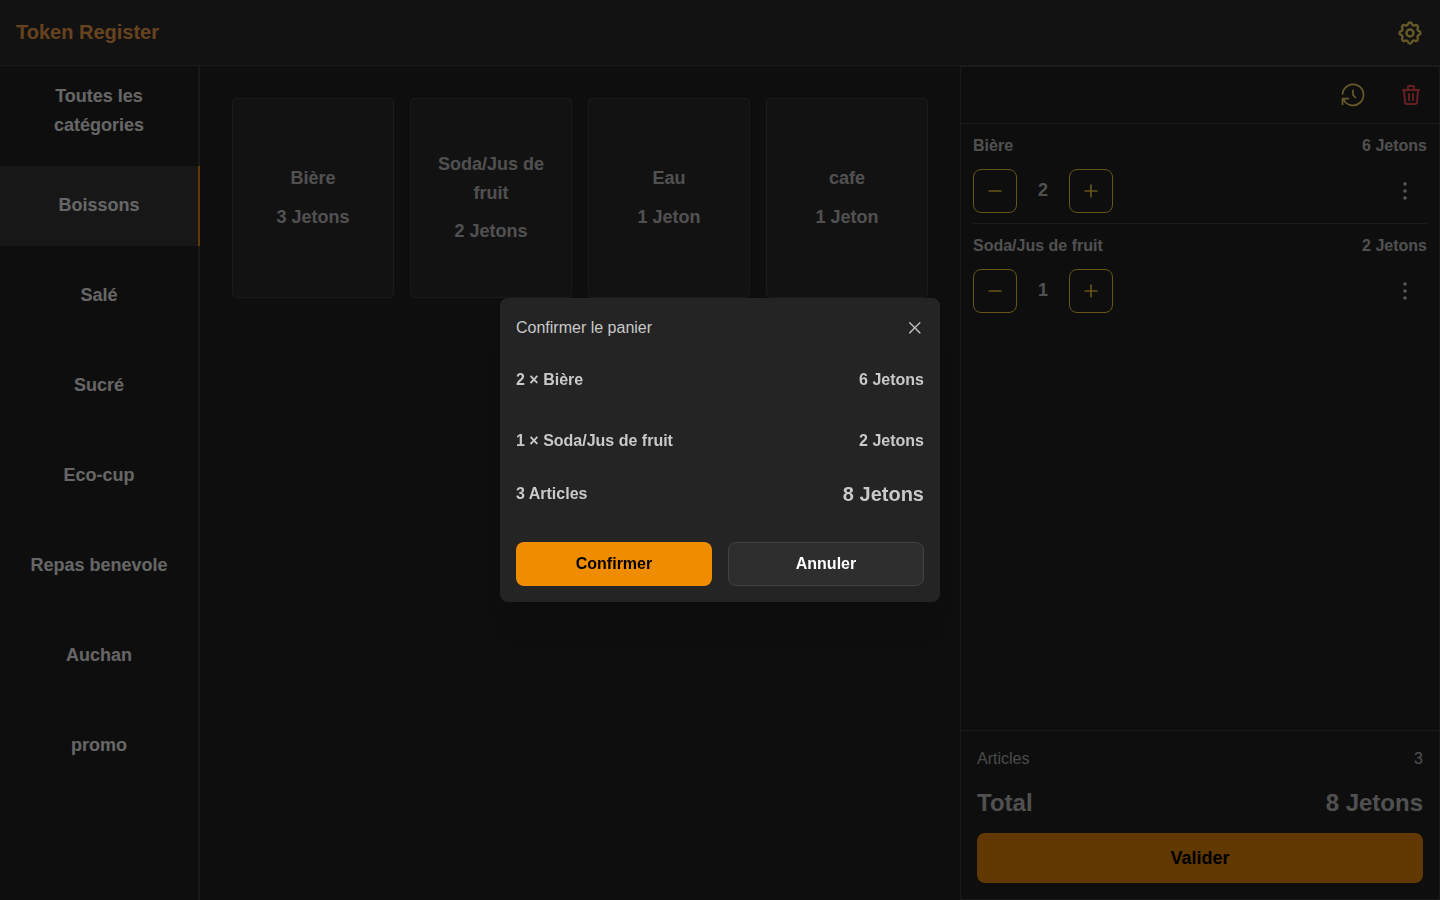 Token Register
Toutes les
catégories
Boissons
Salé
Sucré
Eco-cup
Repas benevole
Auchan
promo
Bière
3 Jetons
Soda/Jus de
fruit
2 Jetons
Eau
1 Jeton
cafe
1 Jeton
Confirmer le panier
2 × Bière 6 Jetons
1 × Soda/Jus de fruit 2 Jetons
3 Articles 8 Jetons
Confirmer Annuler
Bière 6 Jetons
2
Soda/Jus de fruit 2 Jetons
1
Articles 3
Total 8 Jetons
Valider